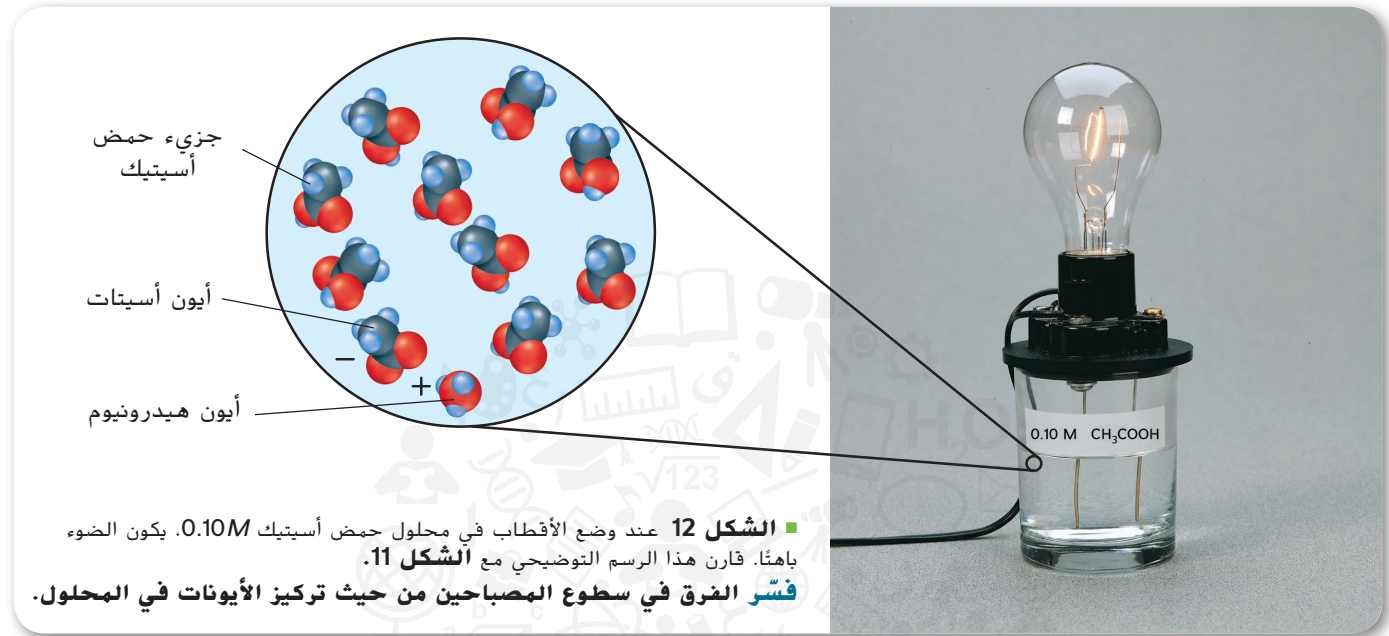 جزيء حمض
أسيتيك
أيون أسيتات
−
+
أيون هيدرونيوم
0.10 M CH₃COOH
■ الشكل 12 عند وضع الأقطاب في محلول حمض أسيتيك 0.10M، يكون الضوء
باهتًا. قارن هذا الرسم التوضيحي مع الشكل 11.
فسّر الفرق في سطوع المصباحين من حيث تركيز الأيونات في المحلول.
H₂O
√123
b c